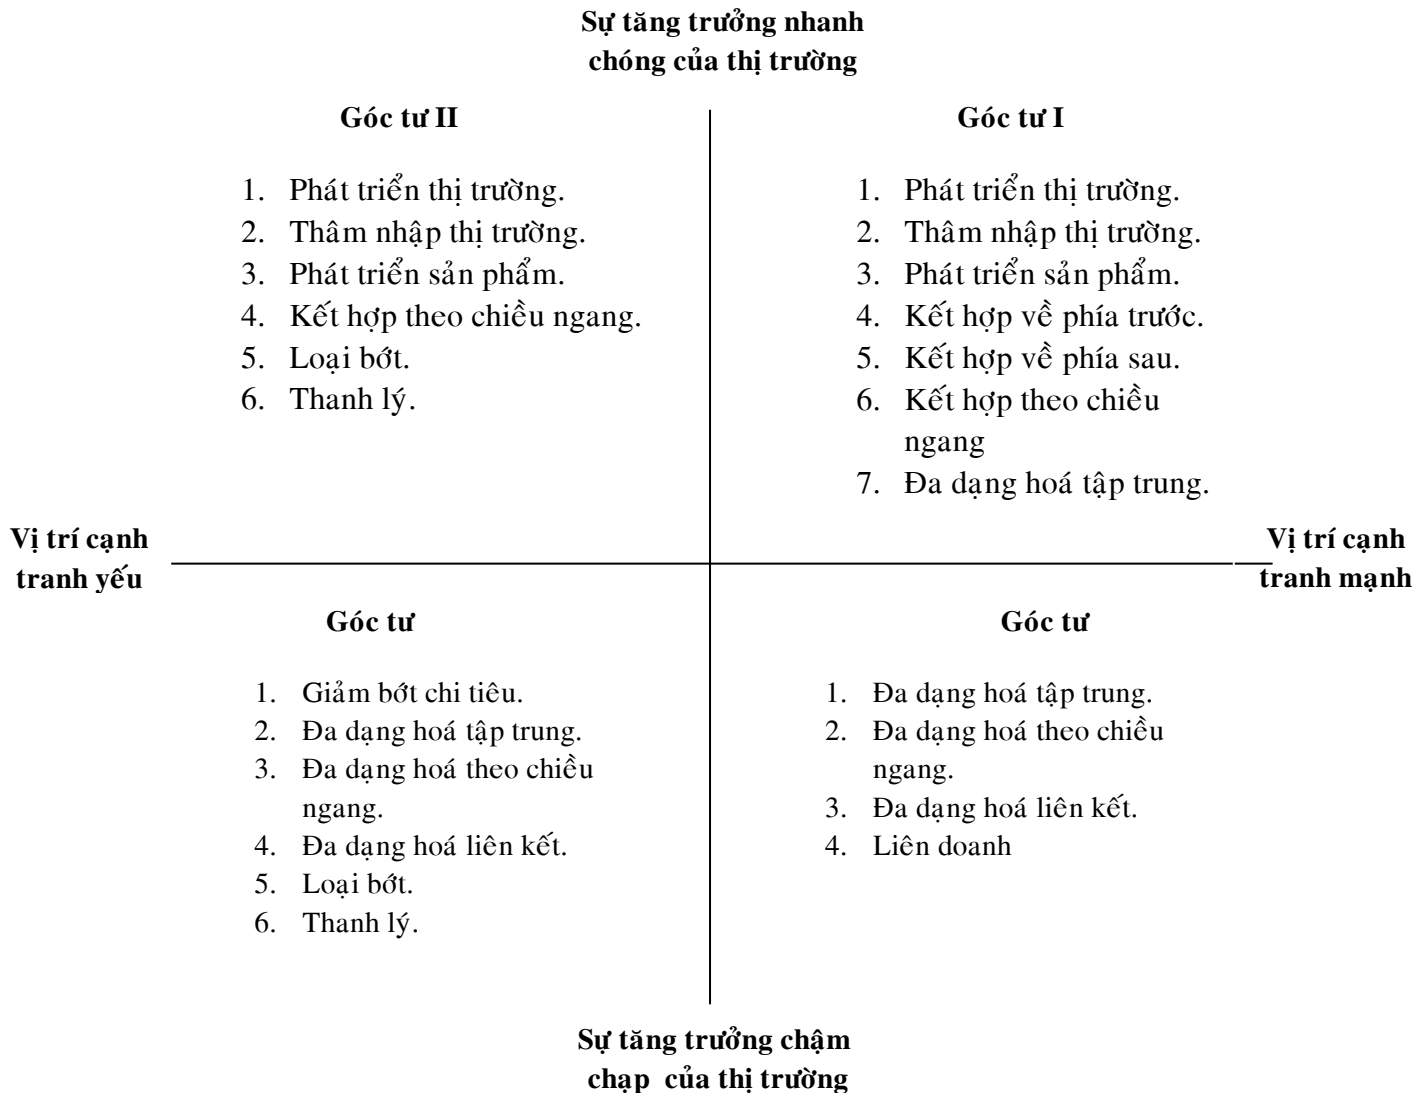 Sự tăng trưởng nhanh
chóng của thị trường
Góc tư II
1. Phát triển thị trường.
2. Thâm nhập thị trường.
3. Phát triển sản phẩm.
4. Kết hợp theo chiều ngang.
5. Loại bớt.
6. Thanh lý.
Góc tư I
1. Phát triển thị trường.
2. Thâm nhập thị trường.
3. Phát triển sản phẩm.
4. Kết hợp về phía trước.
5. Kết hợp về phía sau.
6. Kết hợp theo chiều
ngang
7. Đa dạng hoá tập trung.
Vị trí cạnh
tranh yếu
Vị trí cạnh
tranh mạnh
Góc tư
1. Giảm bớt chi tiêu.
2. Đa dạng hoá tập trung.
3. Đa dạng hoá theo chiều
ngang.
4. Đa dạng hoá liên kết.
5. Loại bớt.
6. Thanh lý.
Góc tư
1. Đa dạng hoá tập trung.
2. Đa dạng hoá theo chiều
ngang.
3. Đa dạng hoá liên kết.
4. Liên doanh
Sự tăng trưởng chậm
chạp của thị trường